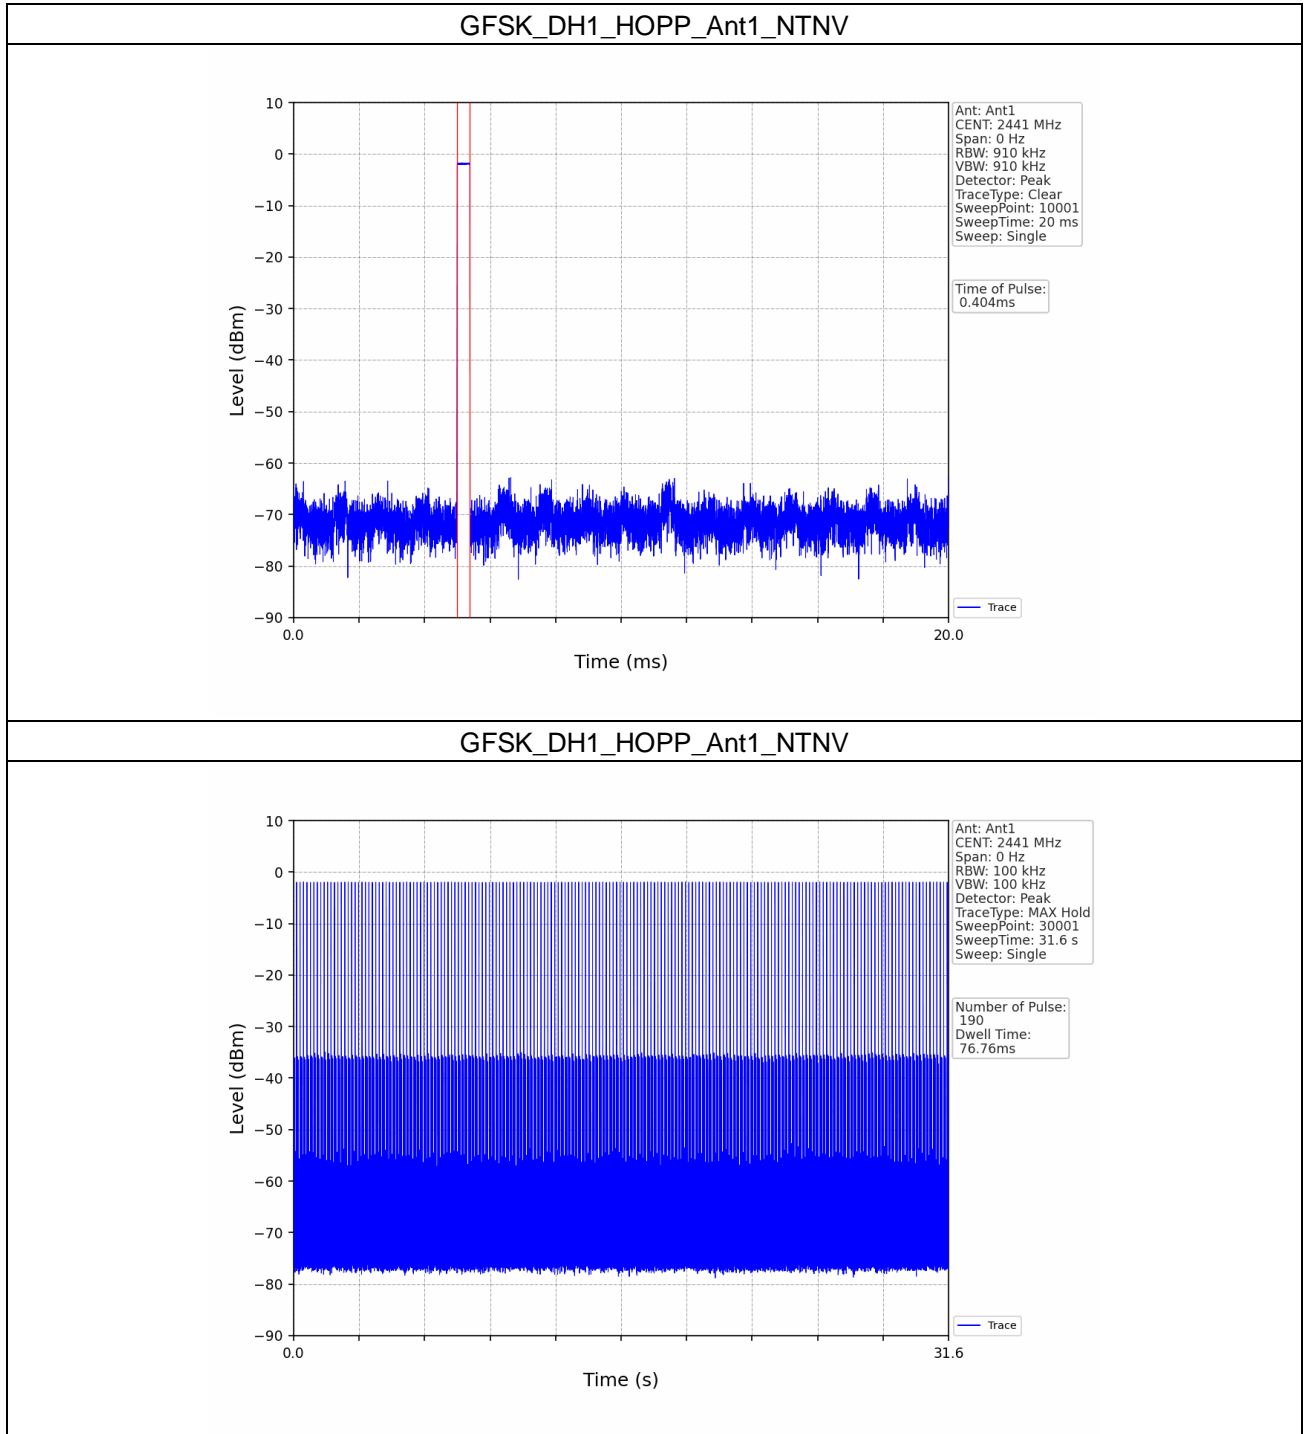 GFSK_DH1_HOPP_Ant1_NTNV
10
0
−10
−20
−30
−40
−50
−60
−70
−80
−90
Level (dBm)
0.0
20.0
Time (ms)
Ant: Ant1
CENT: 2441 MHz
Span: 0 Hz
RBW: 910 kHz
VBW: 910 kHz
Detector: Peak
TraceType: Clear
SweepPoint: 10001
SweepTime: 20 ms
Sweep: Single
Time of Pulse:
0.404ms
Trace
GFSK_DH1_HOPP_Ant1_NTNV
10
0
−10
−20
−30
−40
−50
−60
−70
−80
−90
Level (dBm)
0.0
31.6
Time (s)
Ant: Ant1
CENT: 2441 MHz
Span: 0 Hz
RBW: 100 kHz
VBW: 100 kHz
Detector: Peak
TraceType: MAX Hold
SweepPoint: 30001
SweepTime: 31.6 s
Sweep: Single
Number of Pulse:
190
Dwell Time:
76.76ms
Trace